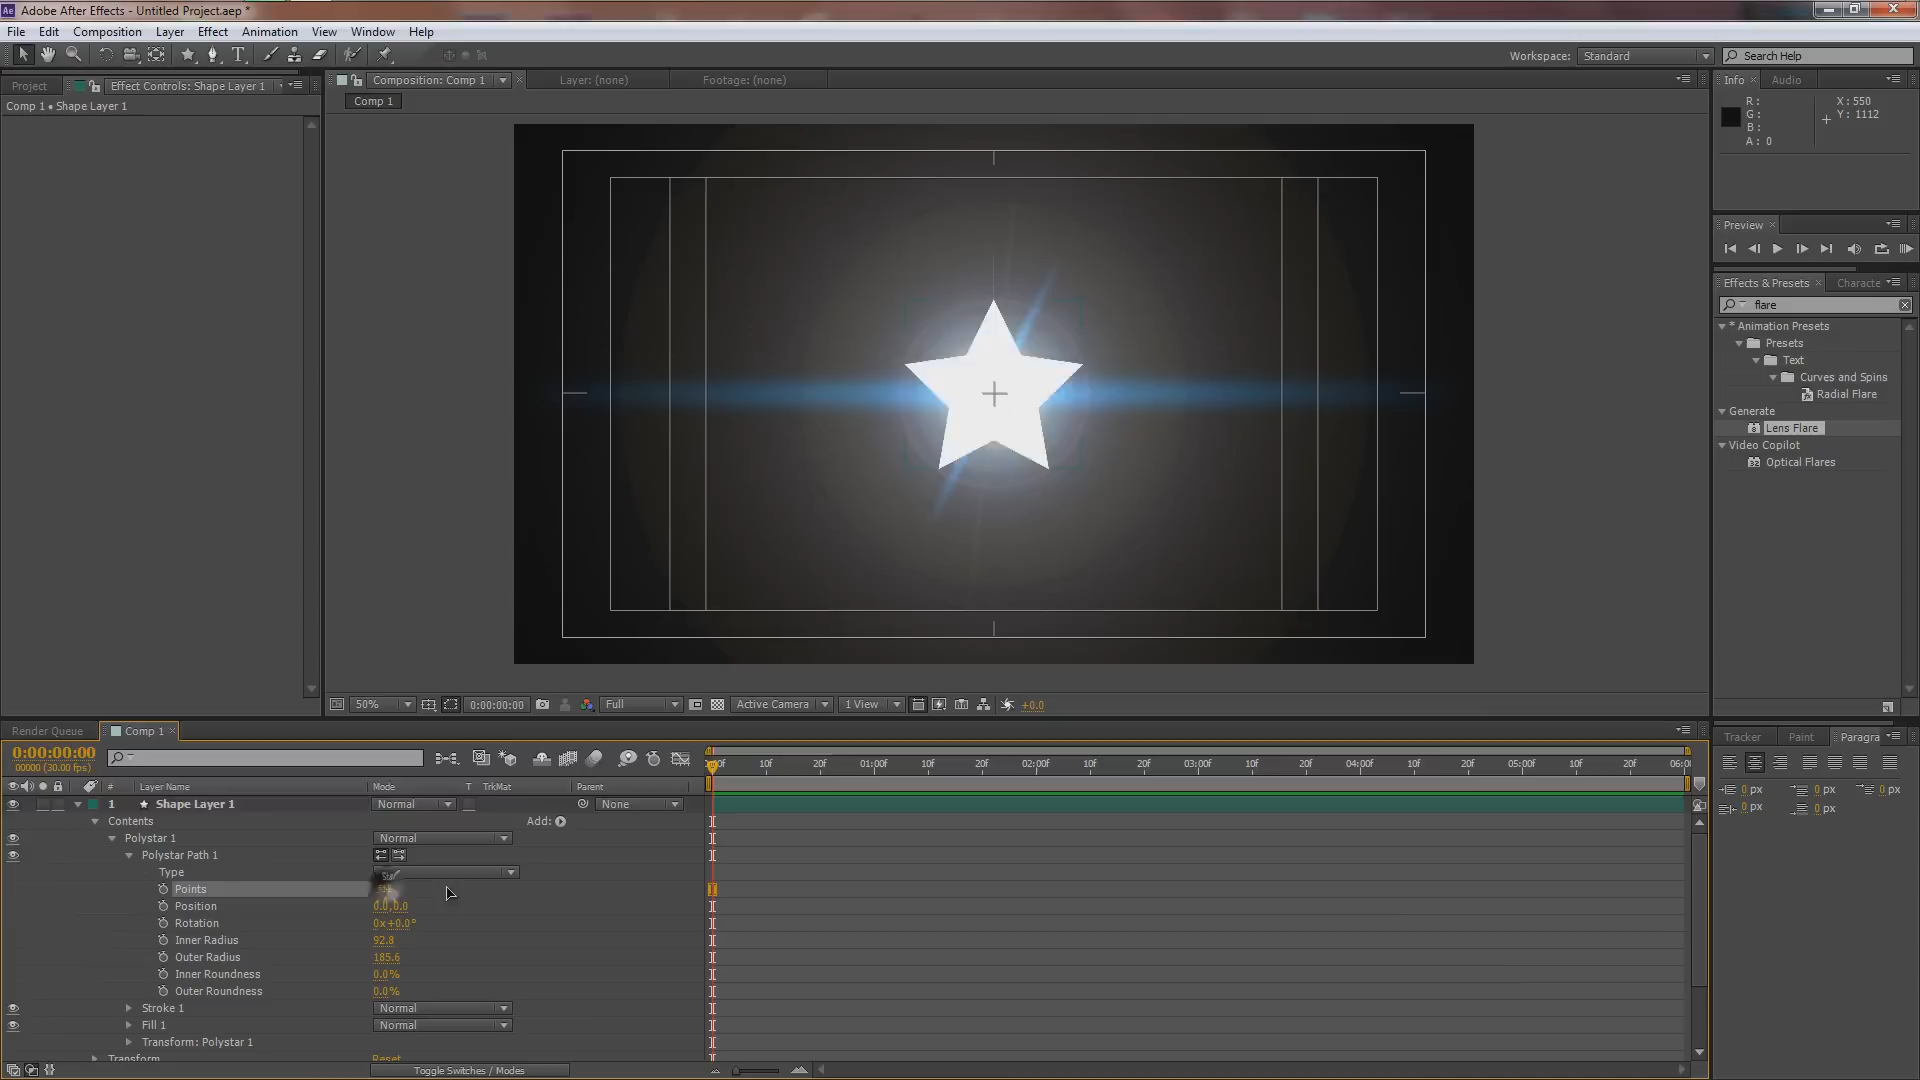 Adobe After Effects - Untitled Project.aep *
File Edit Composition Layer Effect Animation View Window Help
Workspace: Standard Search Help
Project Effect Controls: Shape Layer 1
Comp 1 • Shape Layer 1
Composition: Comp 1 Layer: (none) Footage: (none)
Comp 1
Info Audio
R: X: 550
G: Y: 1112
B:
A: 0
Preview
Effects & Presets Characte
flare
* Animation Presets
Presets
Text
Curves and Spins
Radial Flare
Generate
Lens Flare
Video Copilot
Optical Flares
50% 0:00:00:00 Full Active Camera 1 View +0.0
Render Queue Comp 1
Tracker Paint Paragra
0:00:00:00
00000 (30.00 fps)
10f 20f 01:00f 10f 20f 02:00f 10f 20f 03:00f 10f 20f 04:00f 10f 20f 05:00f 10f 20f 06:0
# Layer Name Mode T TrkMat Parent
1 Shape Layer 1 Normal None
Contents Add:
Polystar 1 Normal
Polystar Path 1
Type
Points
Position 0.0,0.0
Rotation 0x+0.0°
Inner Radius 92.8
Outer Radius 185.6
Inner Roundness 0.0%
Outer Roundness 0.0%
Stroke 1 Normal
Fill 1 Normal
Transform: Polystar 1
Transform Reset
Toggle Switches / Modes
0 px 0 px 0 px
0 px 0 px